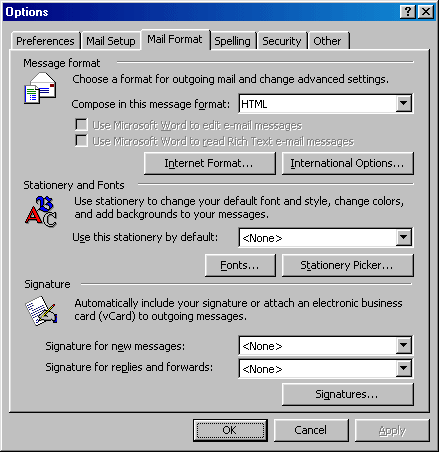 Options
Preferences Mail Setup Mail Format Spelling Security Other
Message format
Choose a format for outgoing mail and change advanced settings.
Compose in this message format: HTML
Use Microsoft Word to edit e-mail messages
Use Microsoft Word to read Rich Text e-mail messages
Internet Format... International Options...
Stationery and Fonts
Use stationery to change your default font and style, change colors,
and add backgrounds to your messages.
Use this stationery by default: <None>
Fonts... Stationery Picker...
Signature
Automatically include your signature or attach an electronic business
card (vCard) to outgoing messages.
Signature for new messages: <None>
Signature for replies and forwards: <None>
Signatures...
OK Cancel Apply